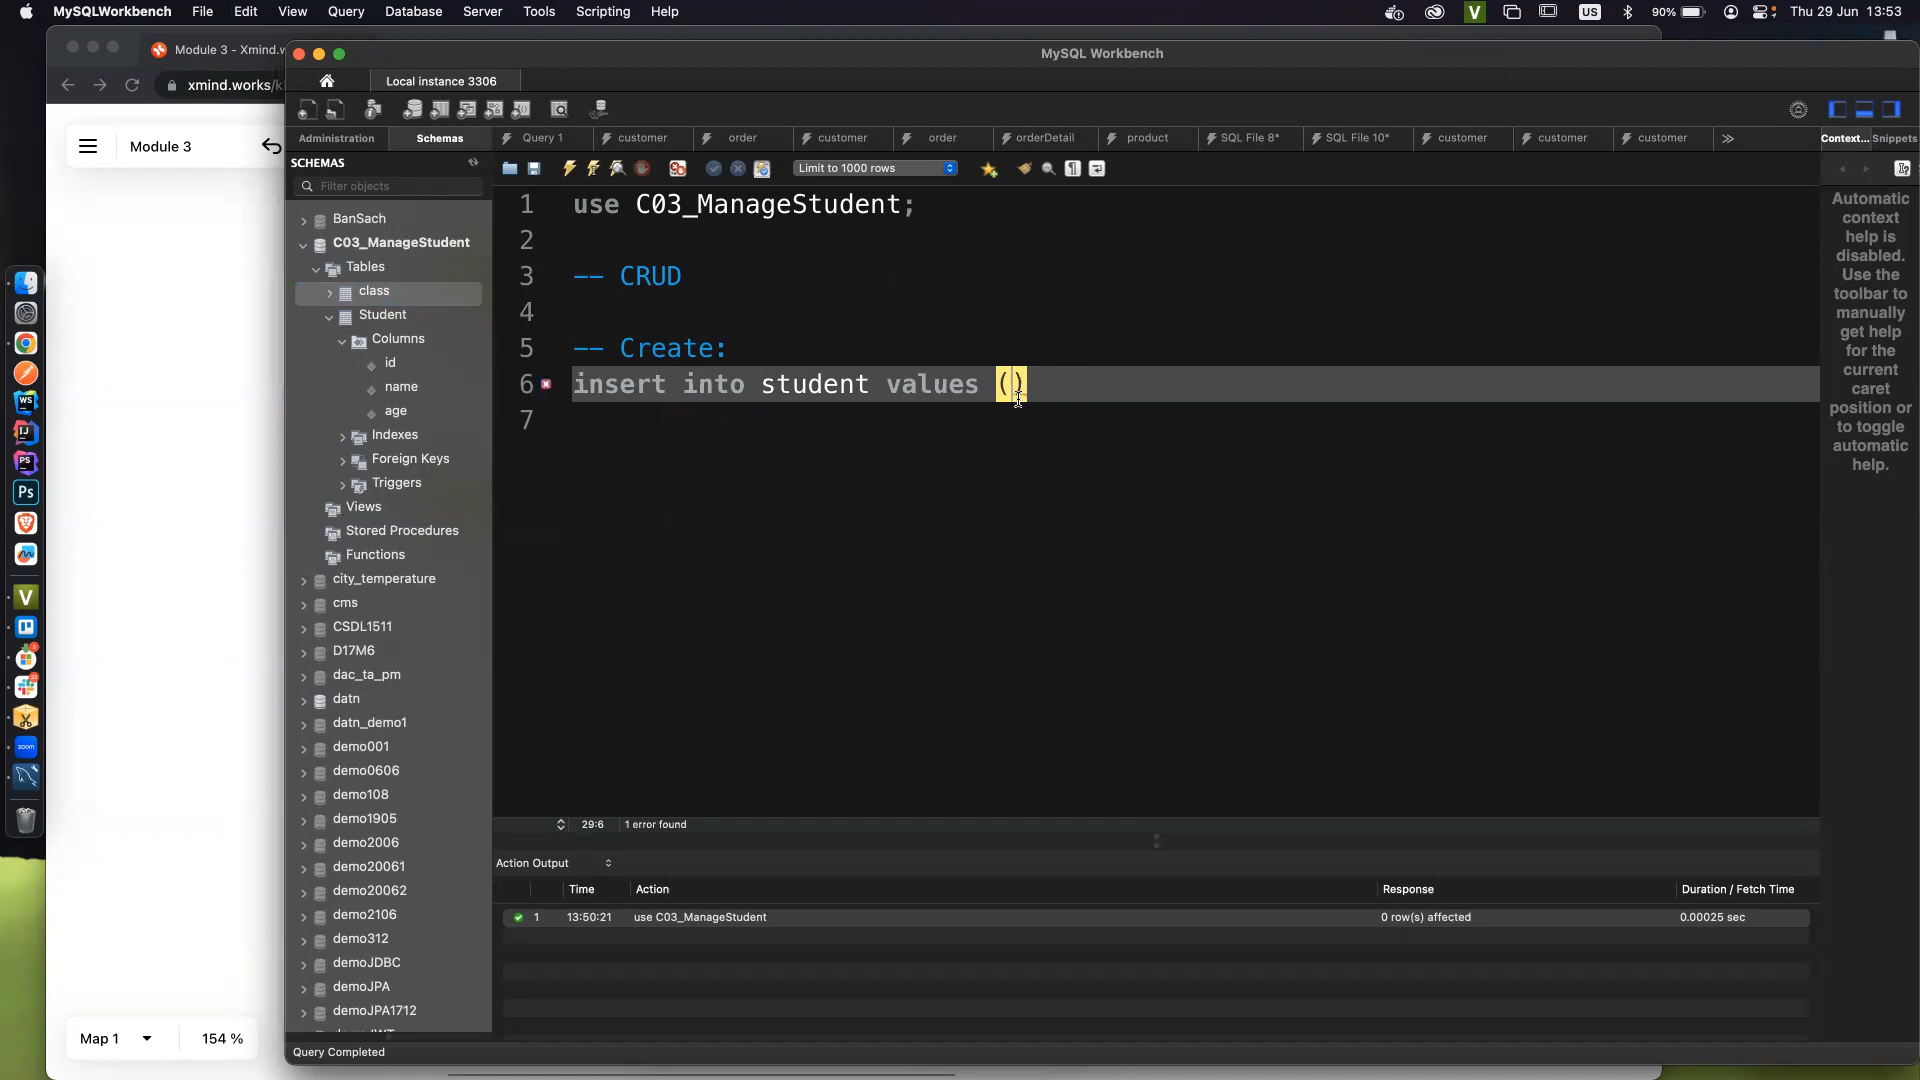 MySQLWorkbench File Edit View Query Database Server Tools Scripting Help
US 90% Thu 29 Jun 13:53
Module 3 - Xmind.w
MySQL Workbench
xmind.works/k
Local instance 3306
Administration Schemas Query 1 customer order customer order orderDetail product SQL File 8* SQL File 10* customer customer customer Context... Snippets
Module 3
SCHEMAS
Limit to 1000 rows
Filter objects
BanSach
C03_ManageStudent
Tables
class
Student
Columns
id
name
age
Indexes
Foreign Keys
Triggers
Views
Stored Procedures
Functions
city_temperature
cms
CSDL1511
D17M6
dac_ta_pm
datn
datn_demo1
demo001
demo0606
demo108
demo1905
demo2006
demo20061
demo20062
demo2106
demo312
demoJDBC
demoJPA
demoJPA1712
1 use C03_ManageStudent;
2
3 -- CRUD
4
5 -- Create:
6 insert into student values ()
7
Automatic
context
help is
disabled.
Use the
toolbar to
manually
get help
for the
current
caret
position or
to toggle
automatic
help.
29:6 1 error found
Action Output
Time Action Response Duration / Fetch Time
1 13:50:21 use C03_ManageStudent 0 row(s) affected 0.00025 sec
Map 1 154 %
Query Completed